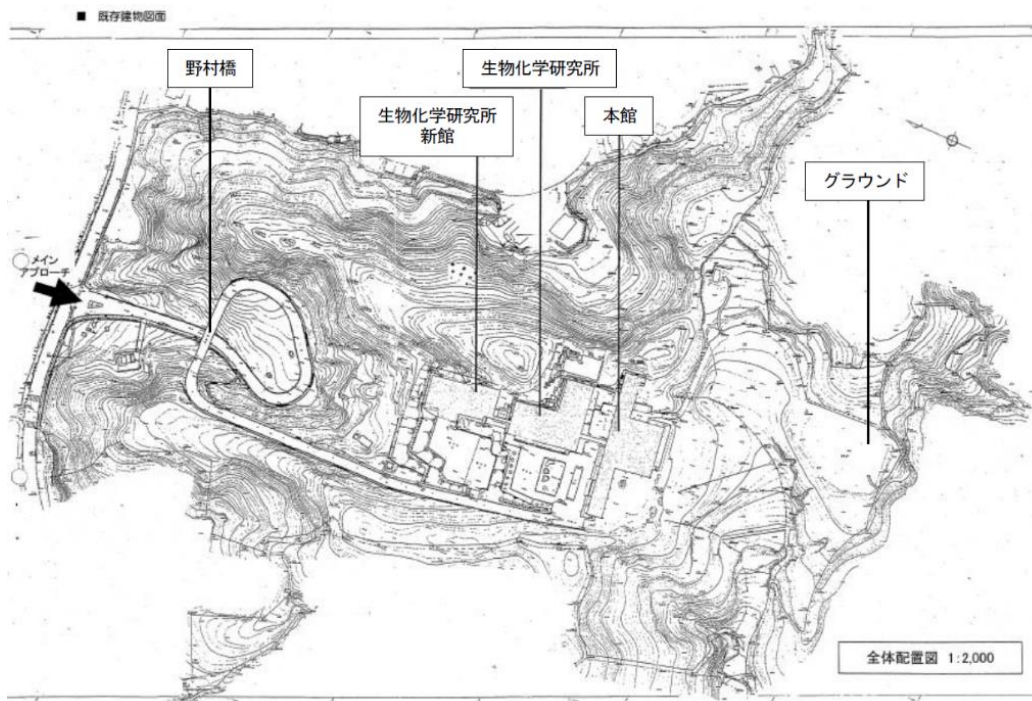 ■ 既存建物図面
野村橋
生物化学研究所
生物化学研究所
新館
本館
グラウンド
メイン
アプローチ
全体配置図 1:2,000